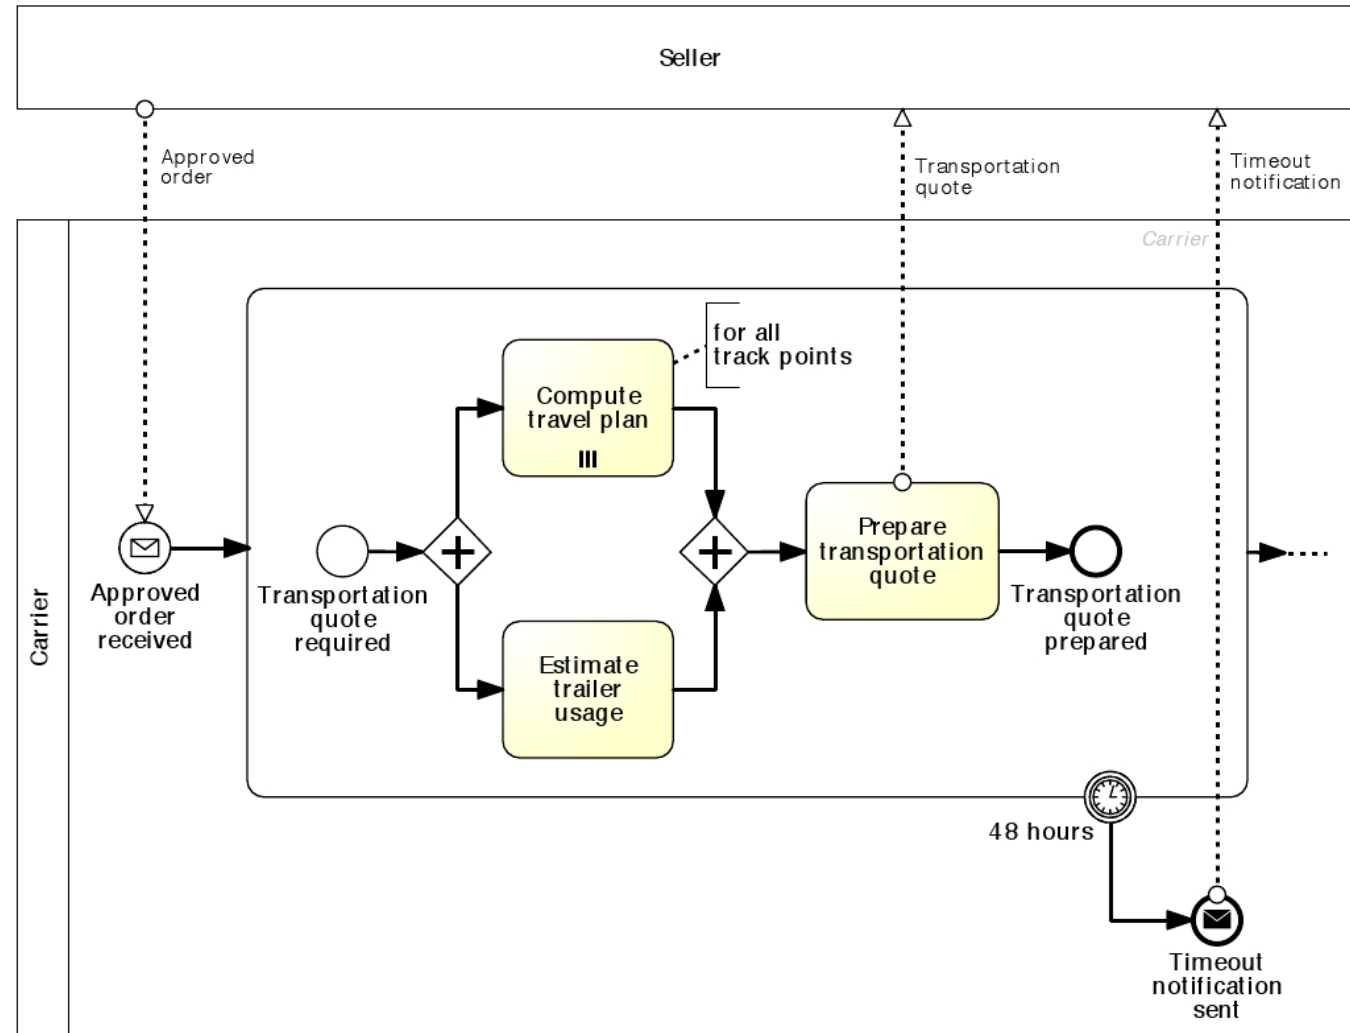 Seller
Approved
order
Transportation
quote
Timeout
notification
Carrier
Carrier
for all
track points
Compute
travel plan
Approved
order
received
Transportation
quote
required
Prepare
transportation
quote
Transportation
quote
prepared
Estimate
trailer
usage
48 hours
Timeout
notification
sent